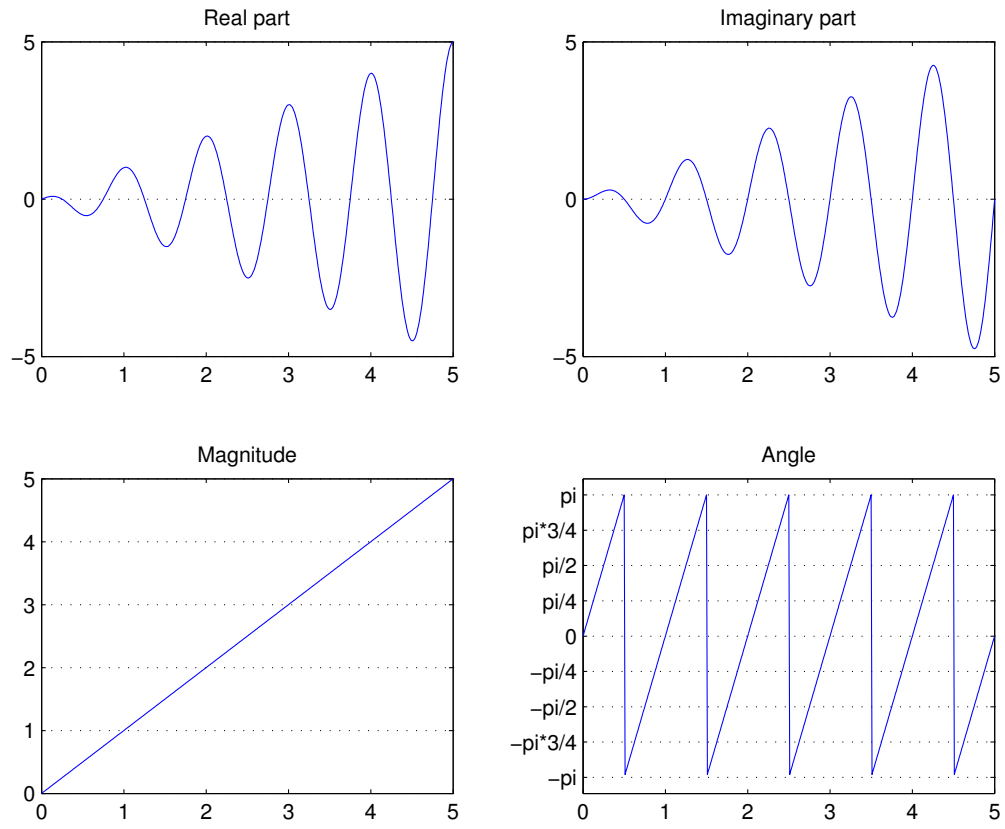 Real part
5
0
−5
0 1 2 3 4 5
Imaginary part
5
0
−5
0 1 2 3 4 5
Magnitude
5
4
3
2
1
0
0 1 2 3 4 5
Angle
pi
pi*3/4
pi/2
pi/4
0
−pi/4
−pi/2
−pi*3/4
−pi
0 1 2 3 4 5